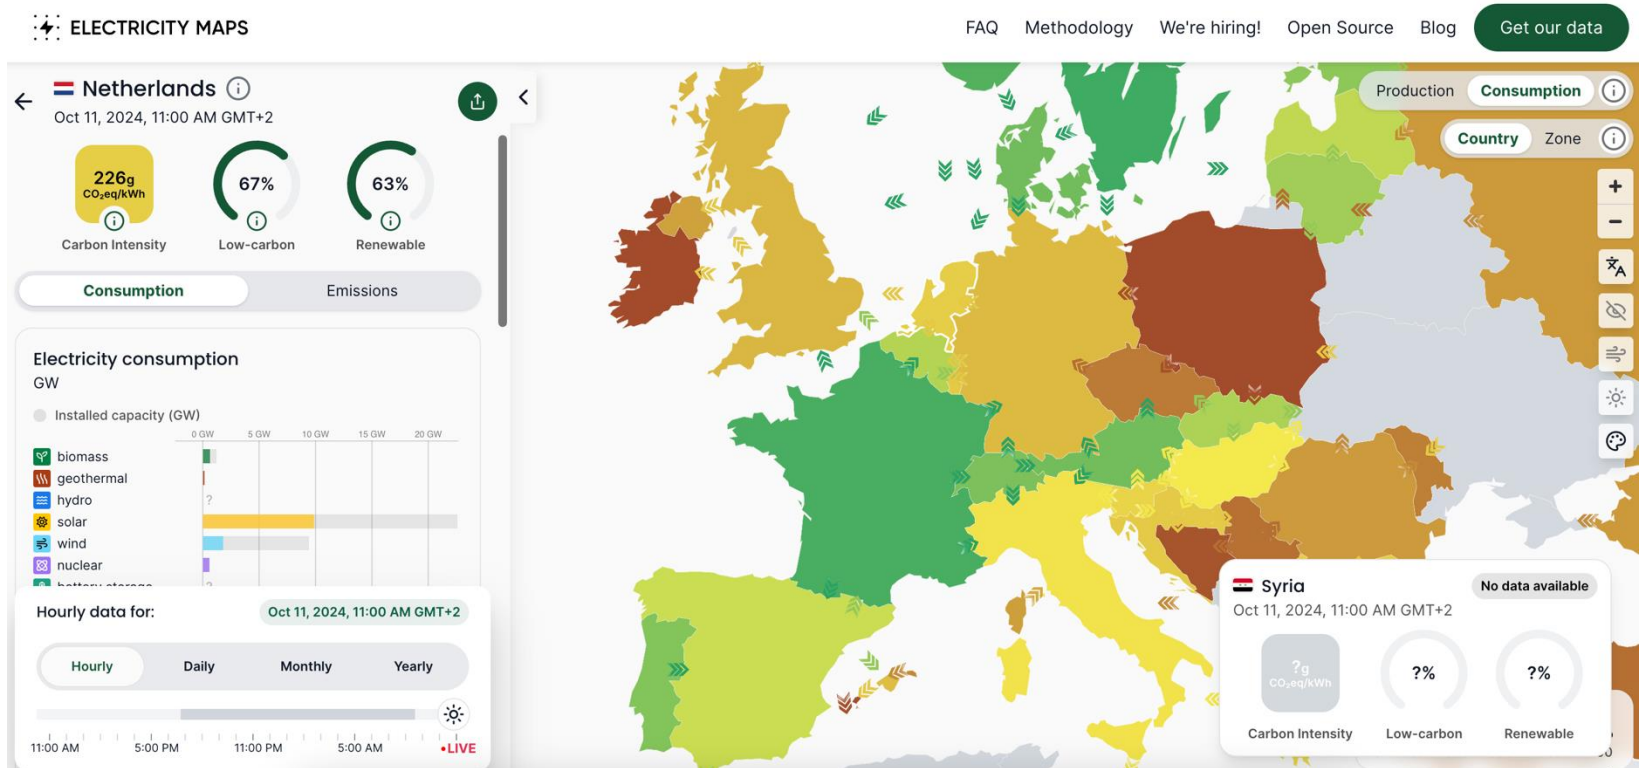 ELECTRICITY MAPS
FAQ Methodology We're hiring! Open Source Blog Get our data
Netherlands
Oct 11, 2024, 11:00 AM GMT+2
226g
CO₂eq/kWh
67%
63%
Carbon Intensity Low-carbon Renewable
Consumption Emissions
Electricity consumption
GW
Installed capacity (GW)
0 GW 5 GW 10 GW 15 GW 20 GW
biomass
geothermal
hydro ?
solar
wind
nuclear
battery storage ?
Hourly data for: Oct 11, 2024, 11:00 AM GMT+2
Hourly Daily Monthly Yearly
11:00 AM 5:00 PM 11:00 PM 5:00 AM •LIVE
Production Consumption
Country Zone
+
−
Syria No data available
Oct 11, 2024, 11:00 AM GMT+2
?g
CO₂eq/kWh
?%
?%
Carbon Intensity Low-carbon Renewable